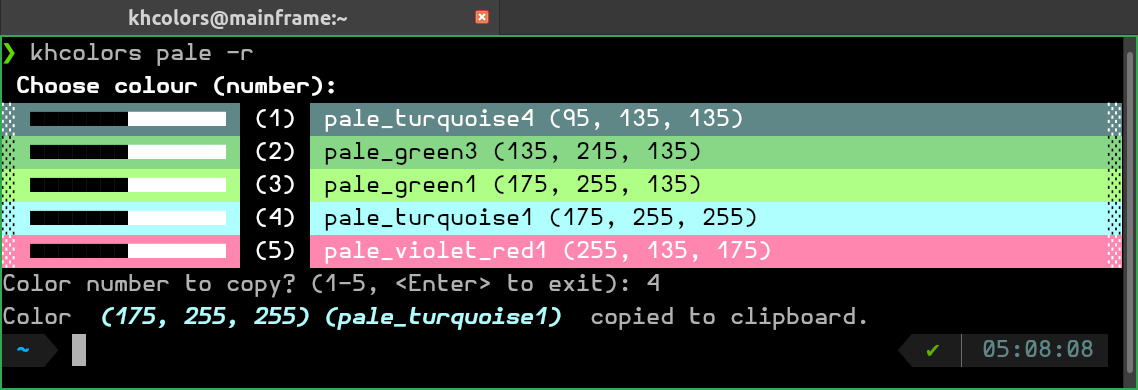 khcolors@mainframe:~
❯ khcolors pale -r
Choose colour (number):
(1) pale_turquoise4 (95, 135, 135)
(2) pale_green3 (135, 215, 135)
(3) pale_green1 (175, 255, 135)
(4) pale_turquoise1 (175, 255, 255)
(5) pale_violet_red1 (255, 135, 175)
Color number to copy? (1-5, <Enter> to exit): 4
Color (175, 255, 255) (pale_turquoise1) copied to clipboard.
~ ✔ 05:08:08